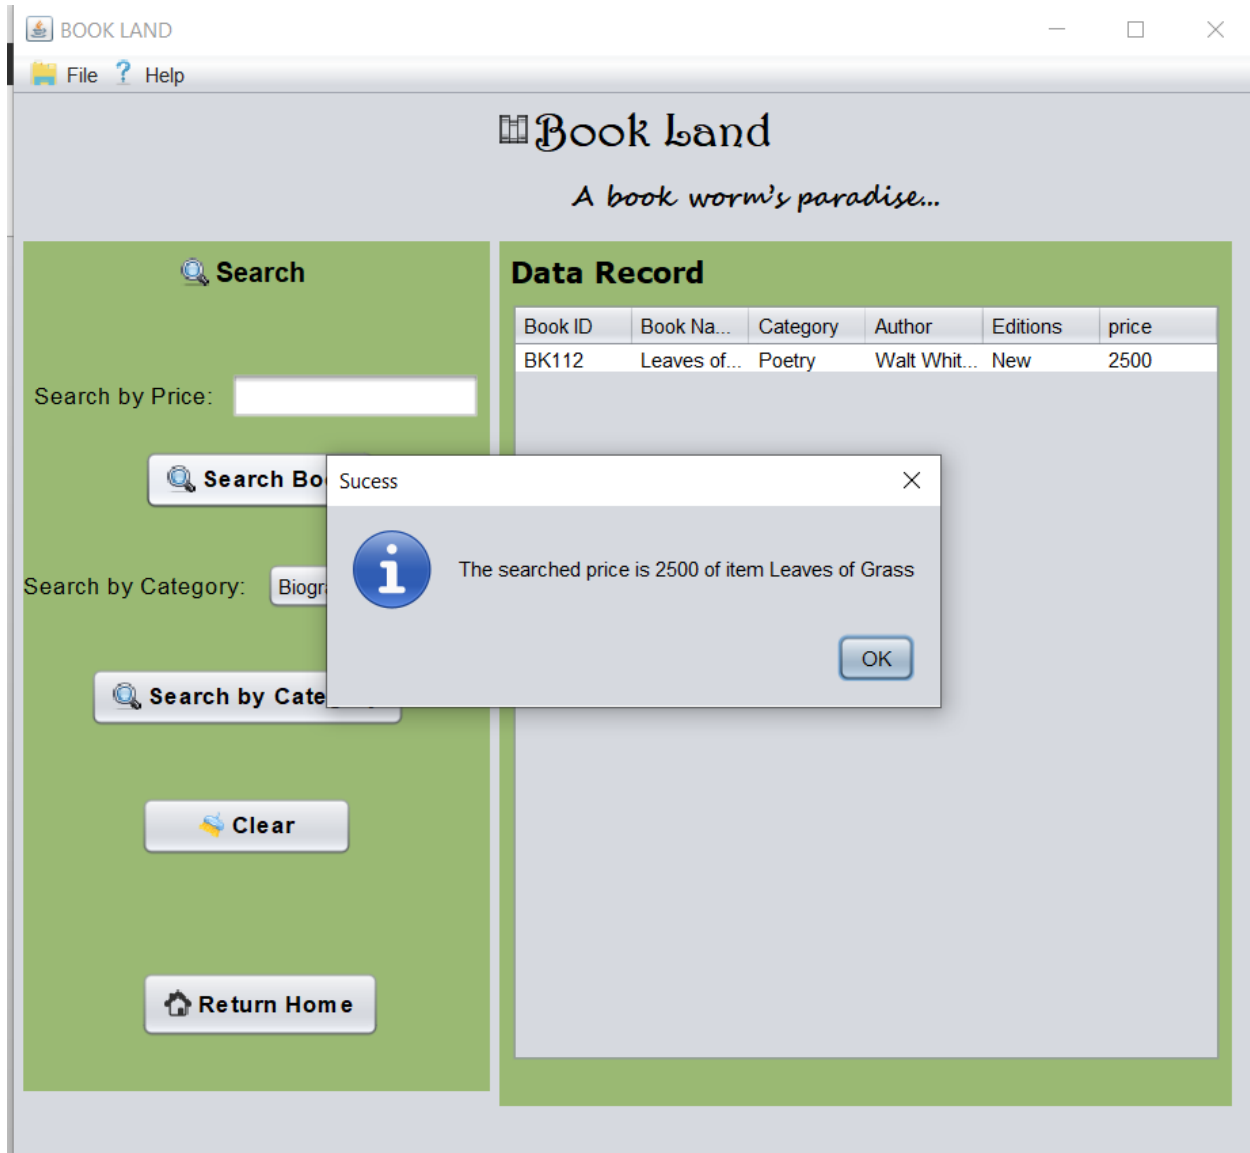 BOOK LAND
File Help
Book Land
A book worm's paradise...
Search
Search by Price:
Search Bo
Search by Category: Biogr
Search by Cate
Clear
Return Home
Data Record
Book ID Book Na... Category Author Editions price
BK112 Leaves of... Poetry Walt Whit... New 2500
Sucess
The searched price is 2500 of item Leaves of Grass
OK